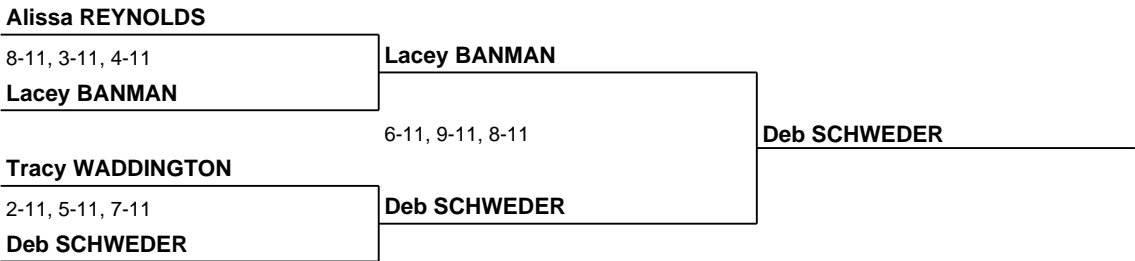 Alissa REYNOLDS
8-11, 3-11, 4-11
Lacey BANMAN
Lacey BANMAN
6-11, 9-11, 8-11
Deb SCHWEDER
Tracy WADDINGTON
2-11, 5-11, 7-11
Deb SCHWEDER
Deb SCHWEDER